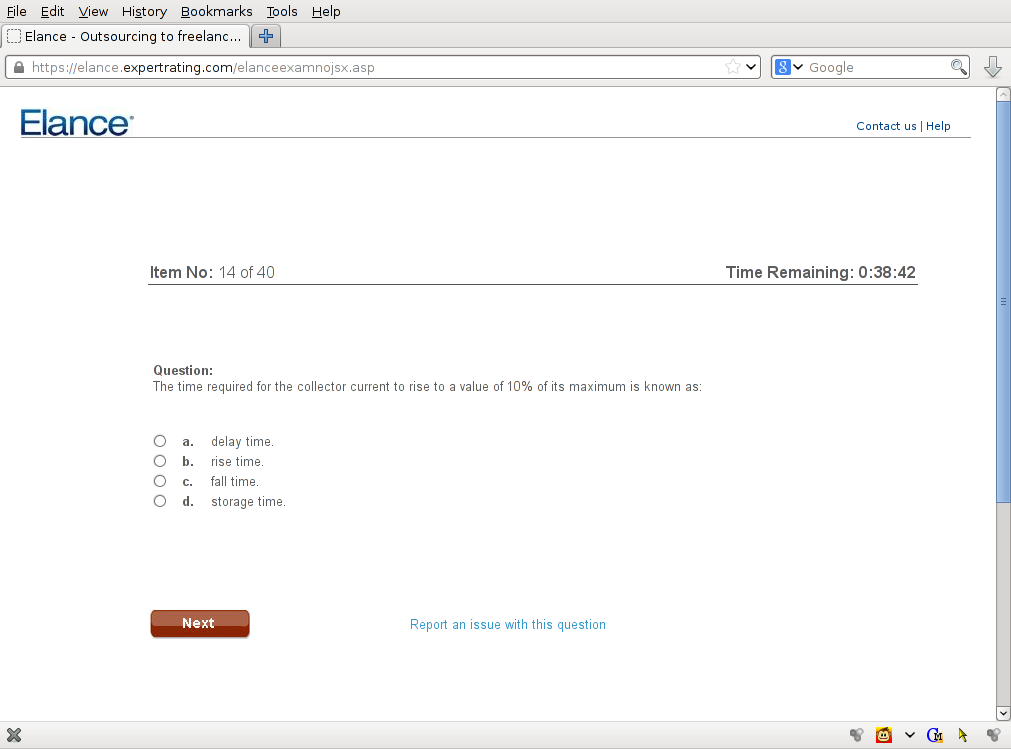 File Edit View History Bookmarks Tools Help
Elance - Outsourcing to freelanc...
https://elance.expertrating.com/elanceexamnojsx.asp
8 Google
Elance
Contact us | Help
Item No: 14 of 40 Time Remaining: 0:38:42
Question:
The time required for the collector current to rise to a value of 10% of its maximum is known as:
a. delay time.
b. rise time.
c. fall time.
d. storage time.
Next Report an issue with this question